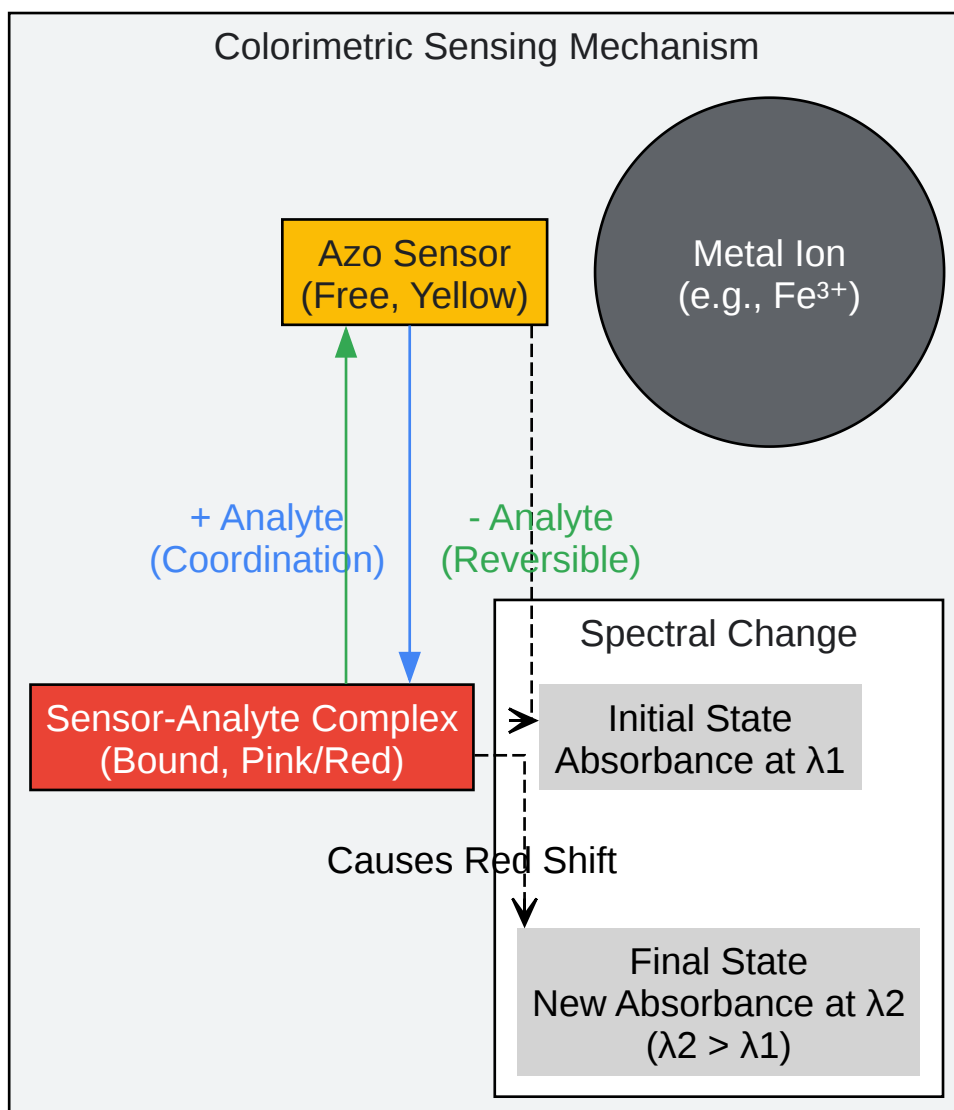 Colorimetric Sensing Mechanism
Azo Sensor
(Free, Yellow)
Metal Ion
(e.g., Fe³⁺)
+ Analyte
(Coordination)
- Analyte
(Reversible)
Spectral Change
Sensor-Analyte Complex
(Bound, Pink/Red)
Initial State
Absorbance at λ1
Causes Red Shift
Final State
New Absorbance at λ2
(λ2 > λ1)